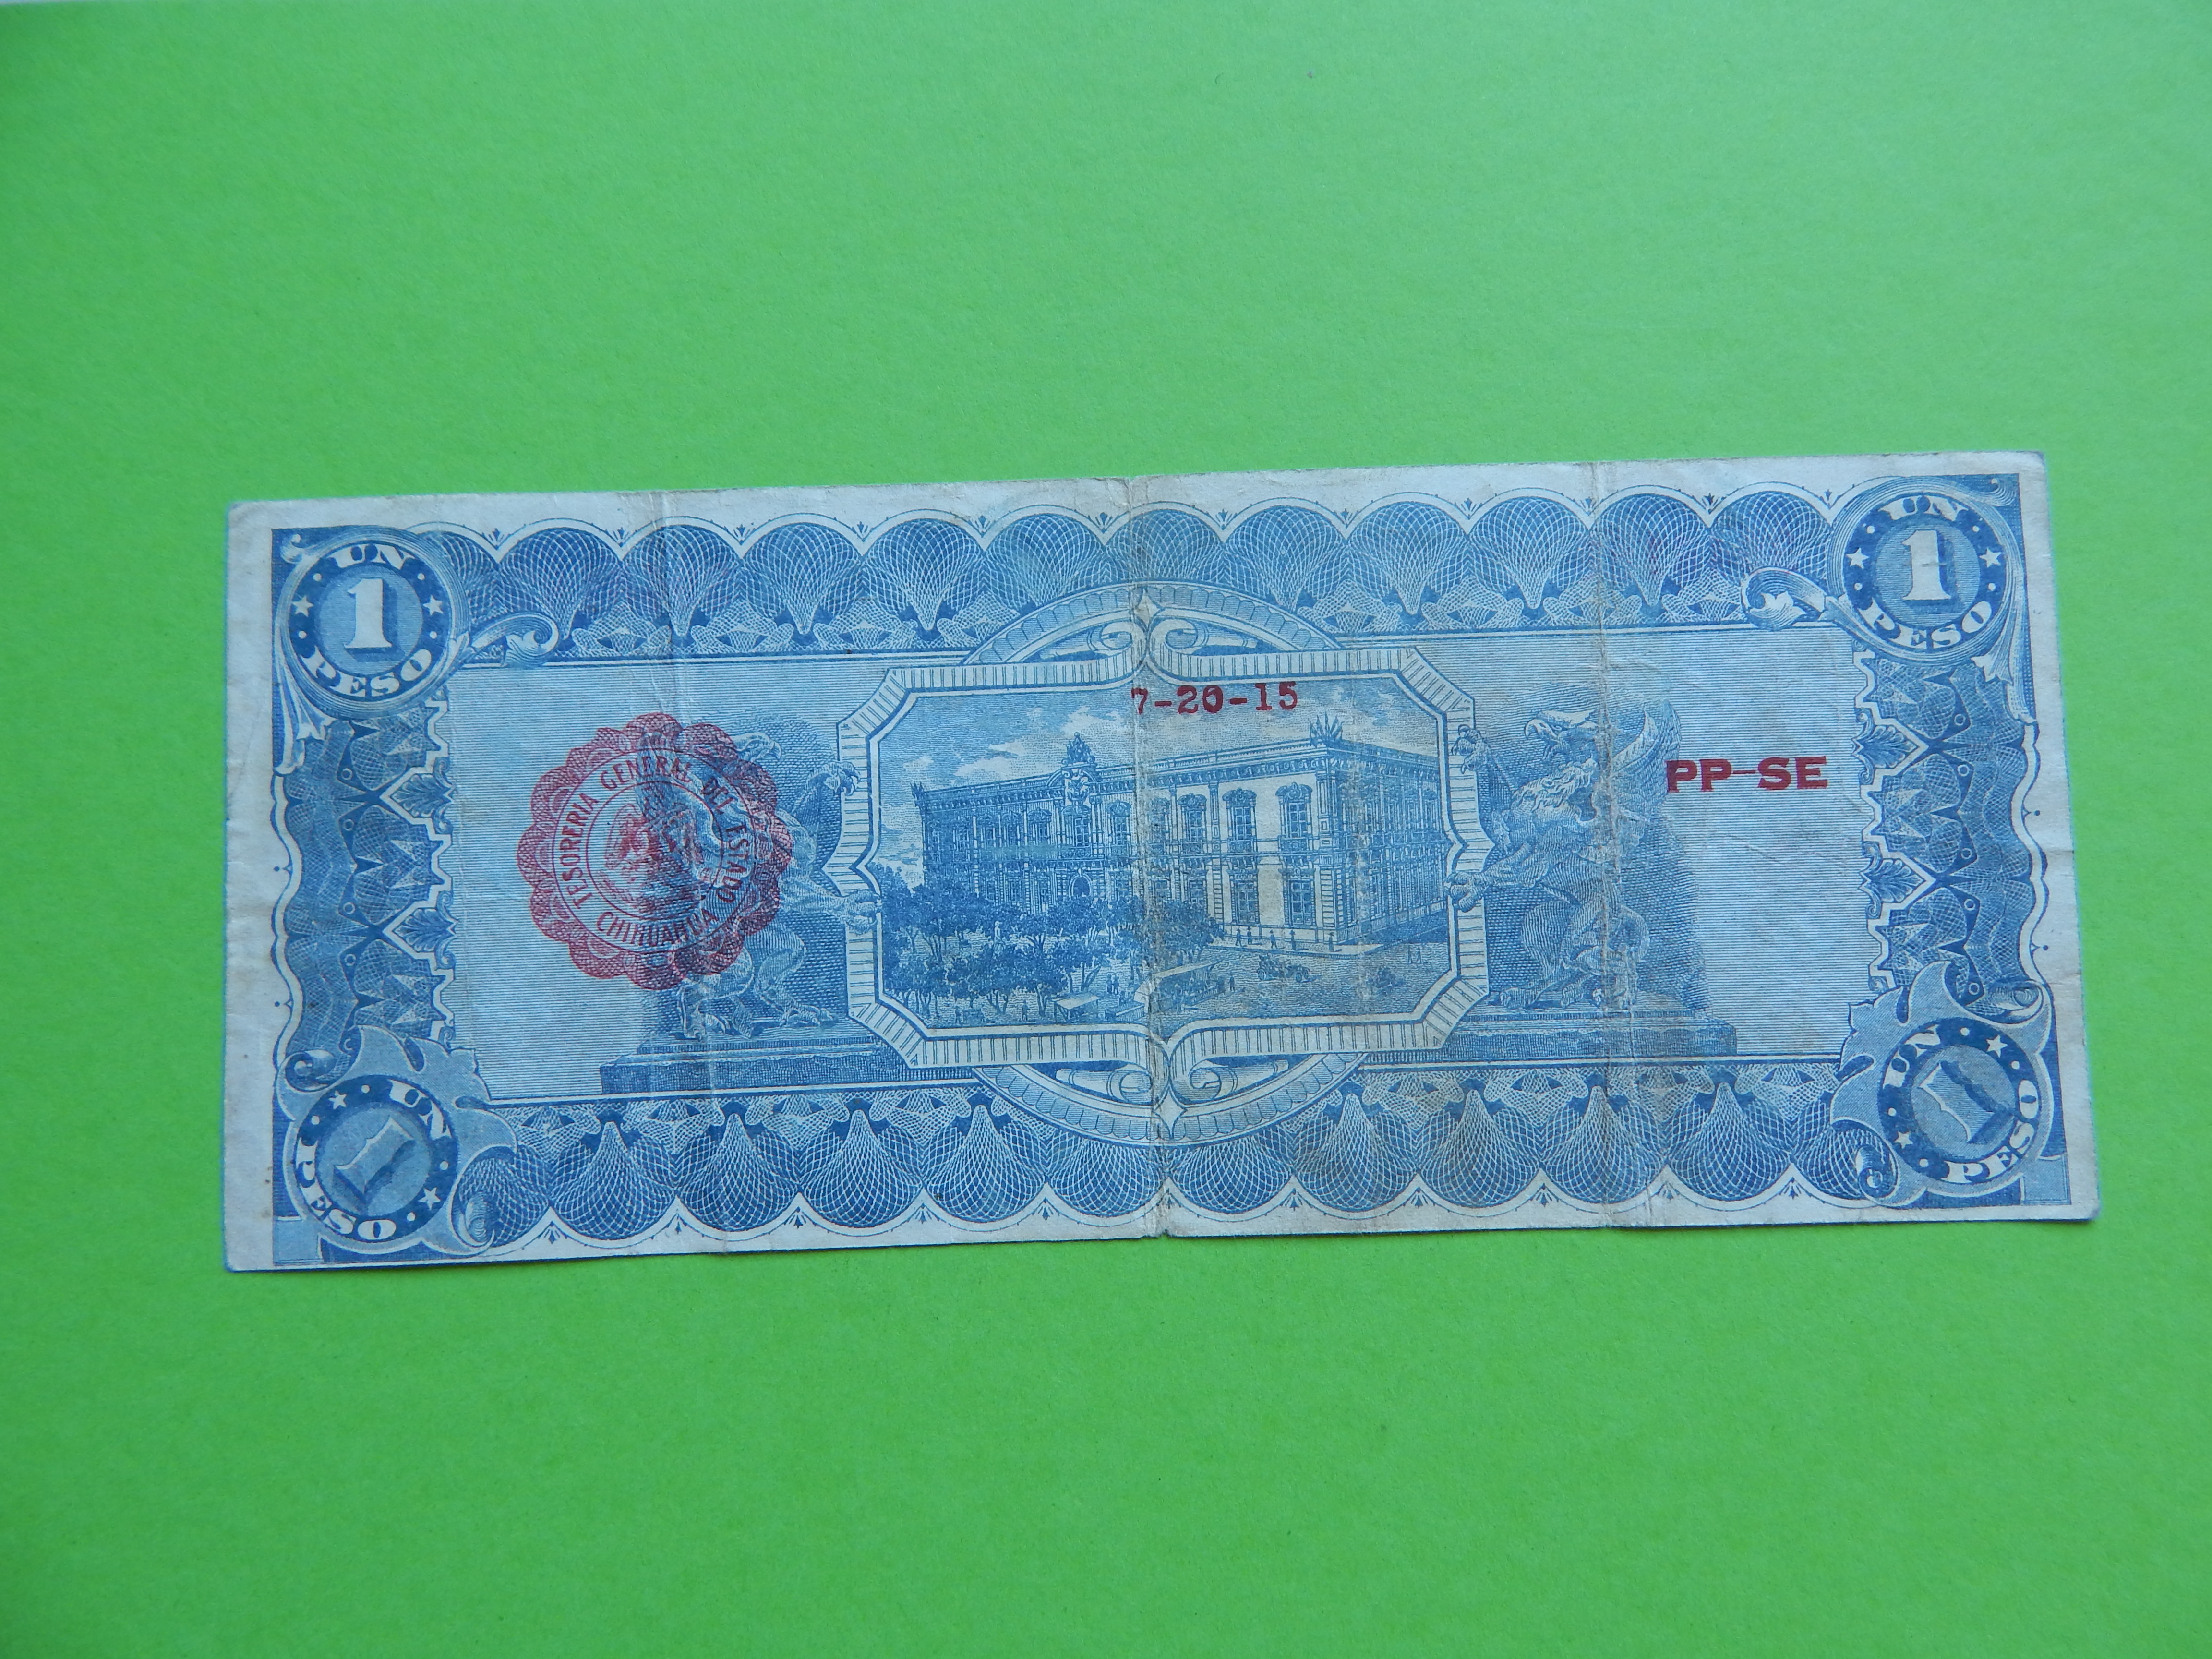 UN
1
PESO
UN
1
PESO
7-20-15
TESORERIA GENERAL DEL ESTADO
CHIHUAHUA
PP-SE
UN
1
PESO
UN
1
PESO